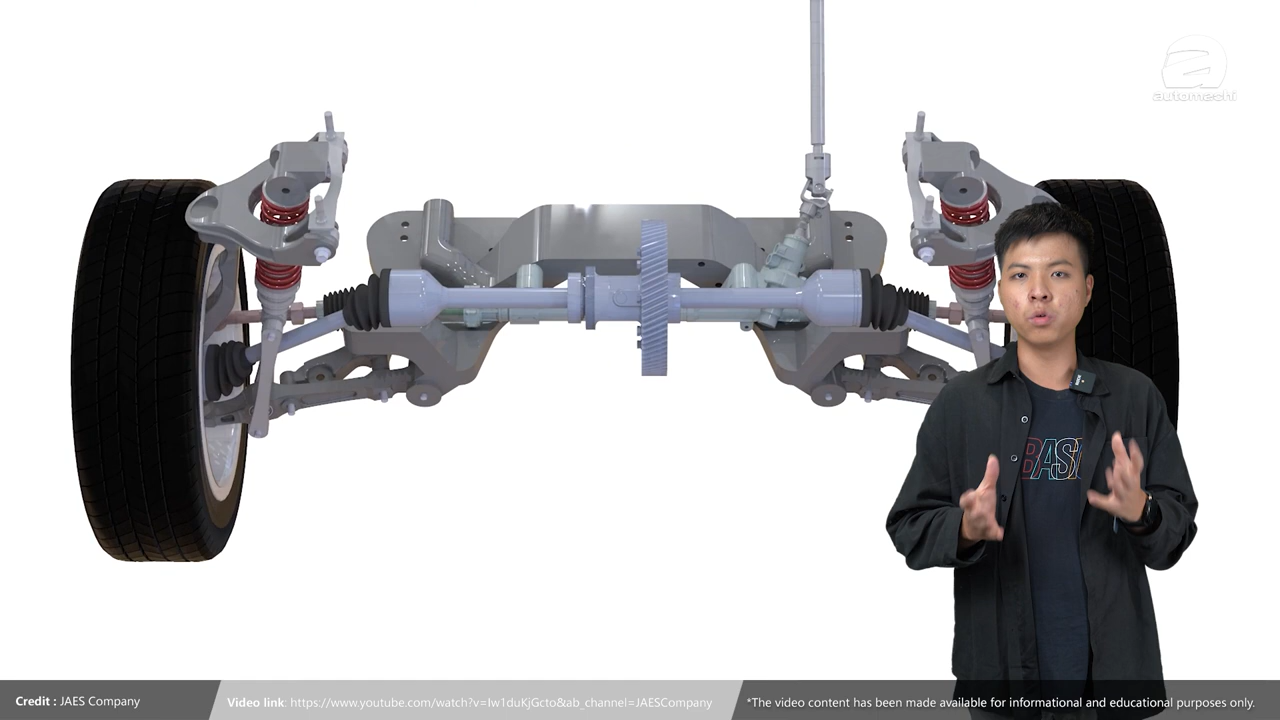 automachi
BASI
Credit : JAES Company
Video link: https://www.youtube.com/watch?v=Iw1duKjGcto&ab_channel=JAESCompany
*The video content has been made available for informational and educational purposes only.